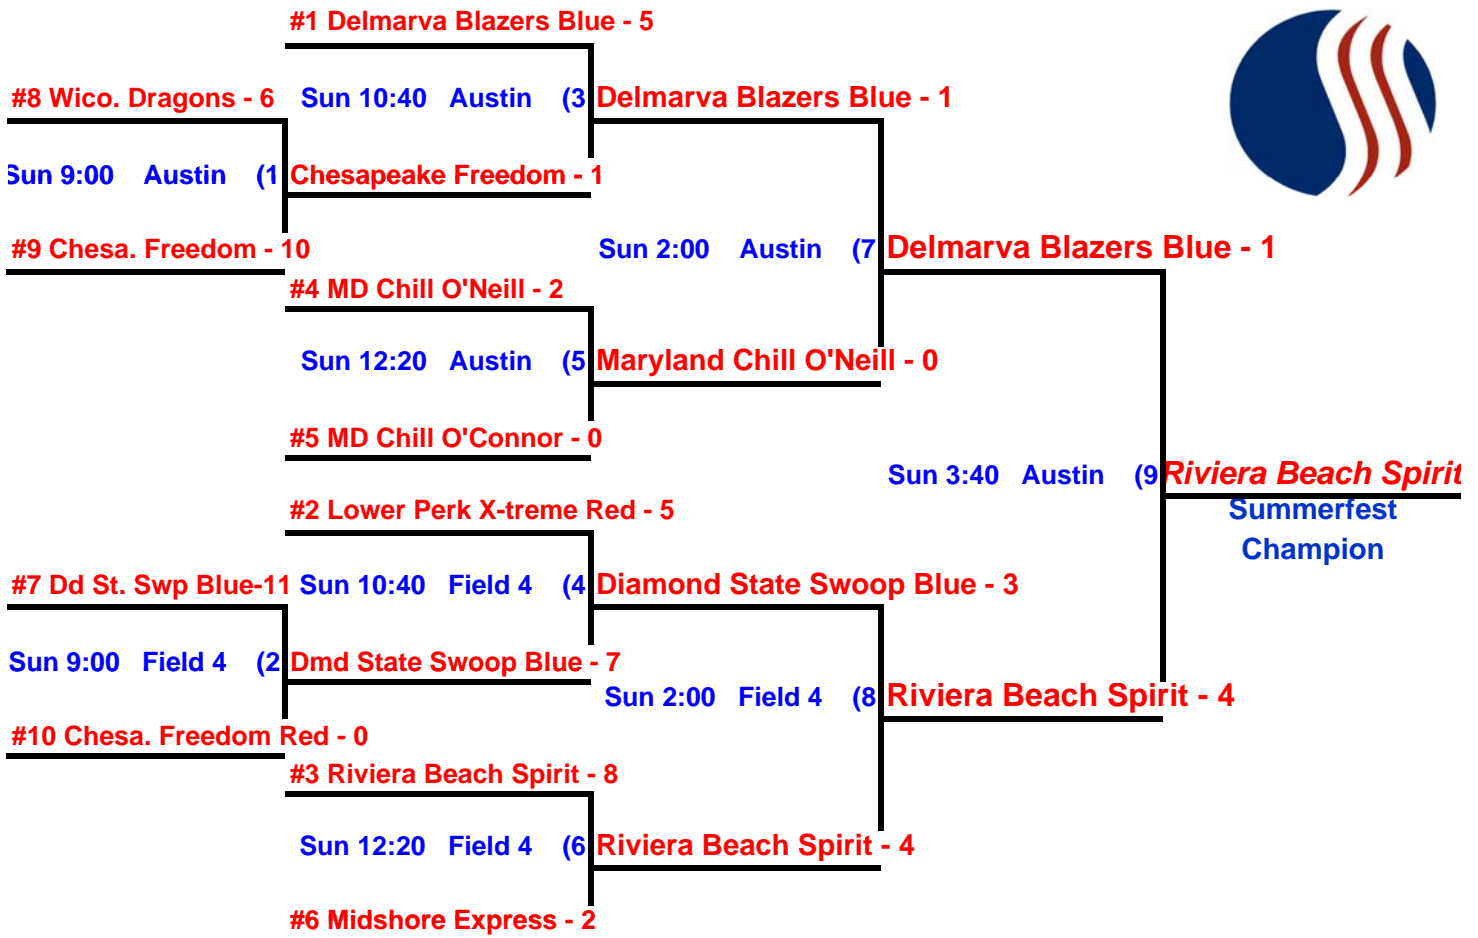 #1 Delmarva Blazers Blue - 5
#8 Wico. Dragons - 6 Sun 10:40 Austin (3 Delmarva Blazers Blue - 1
Sun 9:00 Austin (1 Chesapeake Freedom - 1
#9 Chesa. Freedom - 10 Sun 2:00 Austin (7 Delmarva Blazers Blue - 1
#4 MD Chill O'Neill - 2
Sun 12:20 Austin (5 Maryland Chill O'Neill - 0
#5 MD Chill O'Connor - 0
Sun 3:40 Austin (9 Riviera Beach Spirit
#2 Lower Perk X-treme Red - 5 Summerfest
Champion
#7 Dd St. Swp Blue-11 Sun 10:40 Field 4 (4 Diamond State Swoop Blue - 3
Sun 9:00 Field 4 (2 Dmd State Swoop Blue - 7
Sun 2:00 Field 4 (8 Riviera Beach Spirit - 4
#10 Chesa. Freedom Red - 0
#3 Riviera Beach Spirit - 8
Sun 12:20 Field 4 (6 Riviera Beach Spirit - 4
#6 Midshore Express - 2